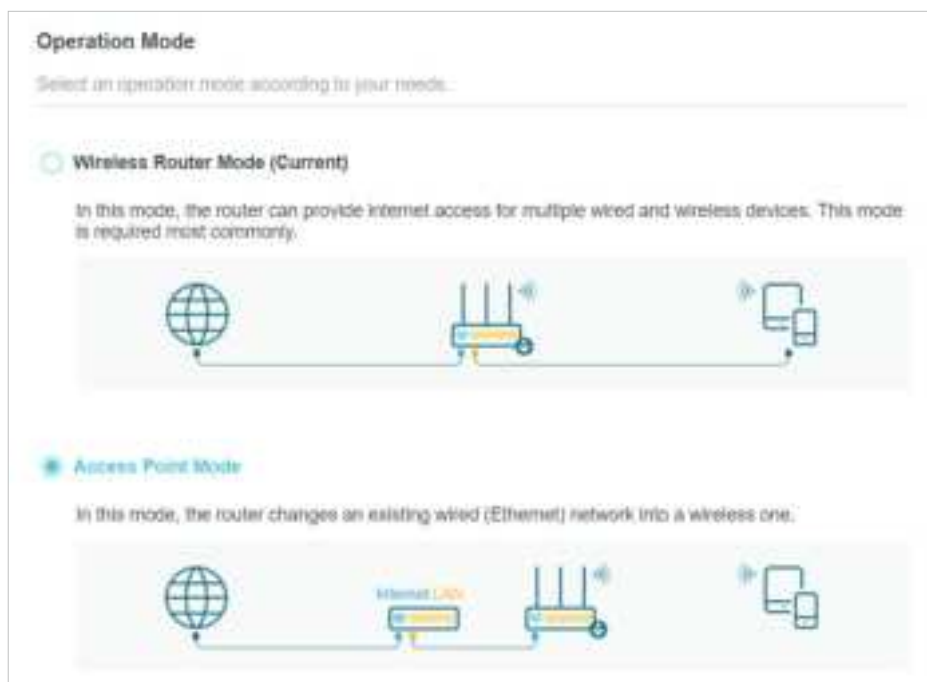 Operation Mode
Select an operation mode according to your needs.
Wireless Router Mode (Current)
In this mode, the router can provide internet access for multiple wired and wireless devices. This mode
is required most commonly.
Access Point Mode
In this mode, the router changes an existing wired (Ethernet) network into a wireless one.
Internet LAN